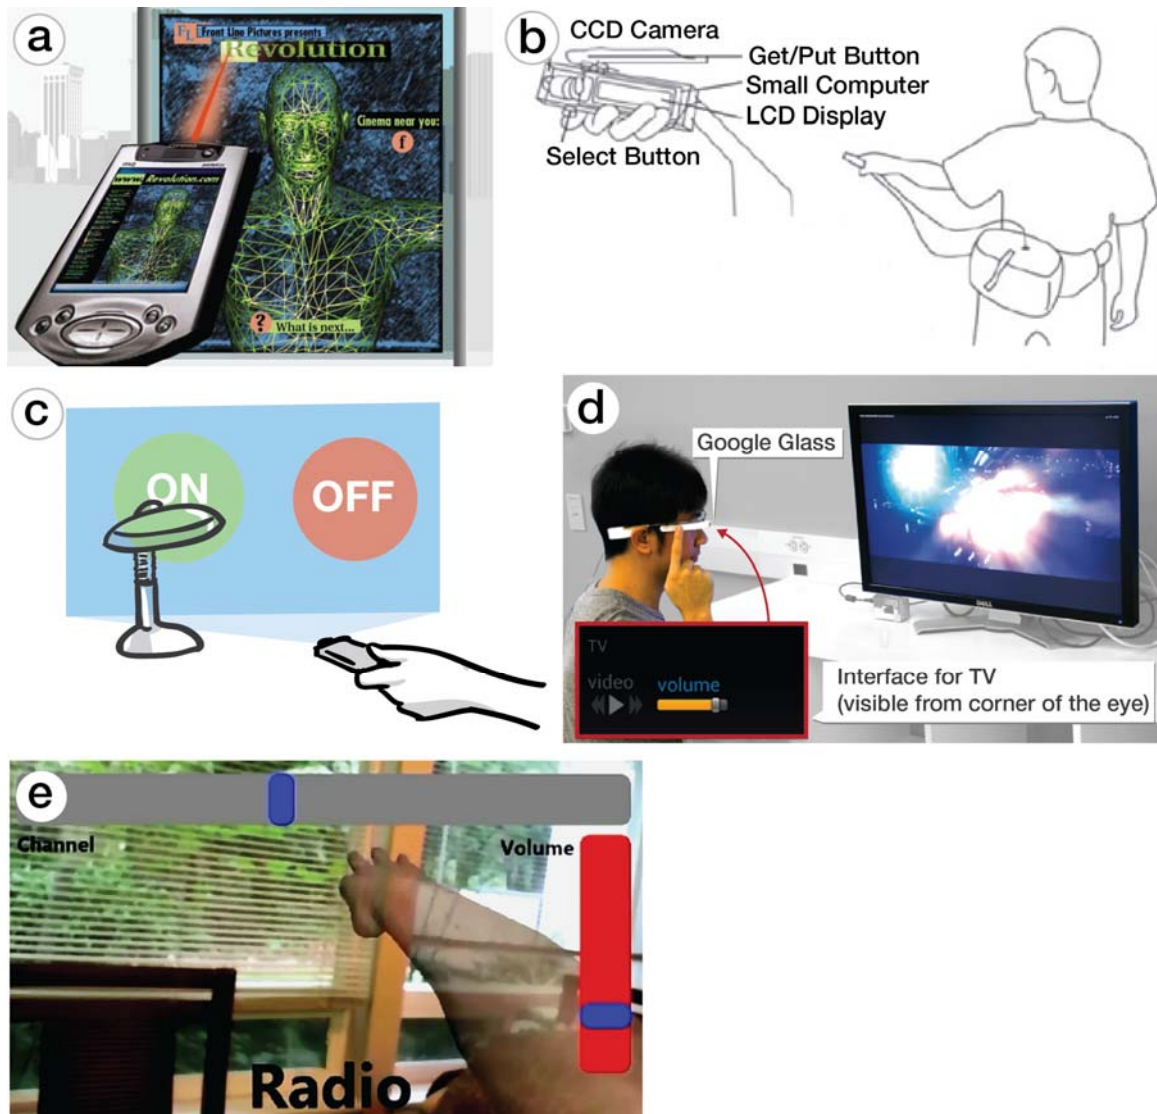 a
FL Front Line Pictures presents
Revolution
Cinema near you:
f
www.Revolution.com
? What is next...
b
CCD Camera
Get/Put Button
Small Computer
LCD Display
Select Button
c
ON
OFF
d
Google Glass
TV
video
volume
DELL
Interface for TV
(visible from corner of the eye)
e
Channel
Volume
Radio